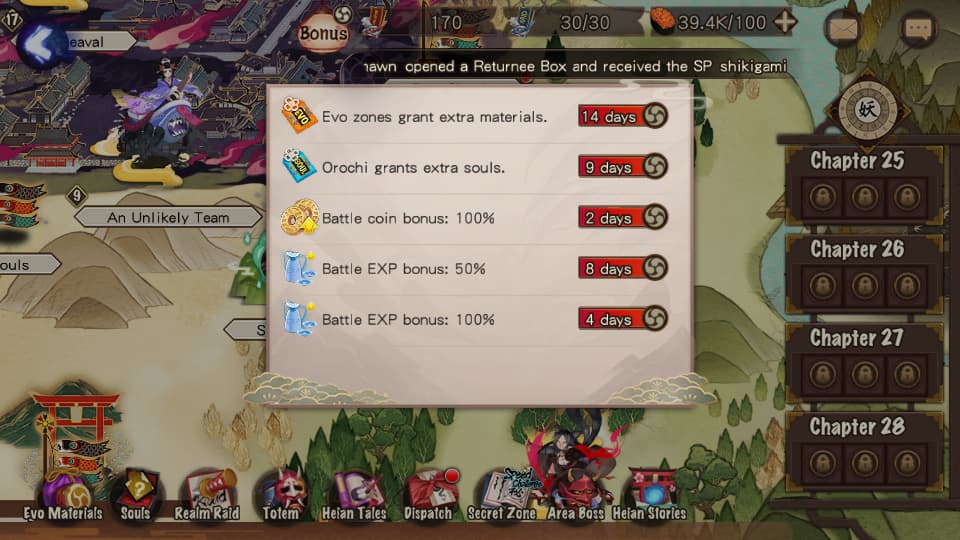 17
eaval
Bonus
170
30/30
39.4K/100
hawn opened a Returnee Box and received the SP shikigami
妖
Evo zones grant extra materials.
14 days
Orochi grants extra souls.
9 days
Battle coin bonus: 100%
2 days
Battle EXP bonus: 50%
8 days
Battle EXP bonus: 100%
4 days
9
An Unlikely Team
ouls
S
Chapter 25
Chapter 26
Chapter 27
Chapter 28
Evo Materials
Souls
Realm Raid
Totem
Heian Tales
Dispatch
Secret Zone
Area Boss
Heian Stories